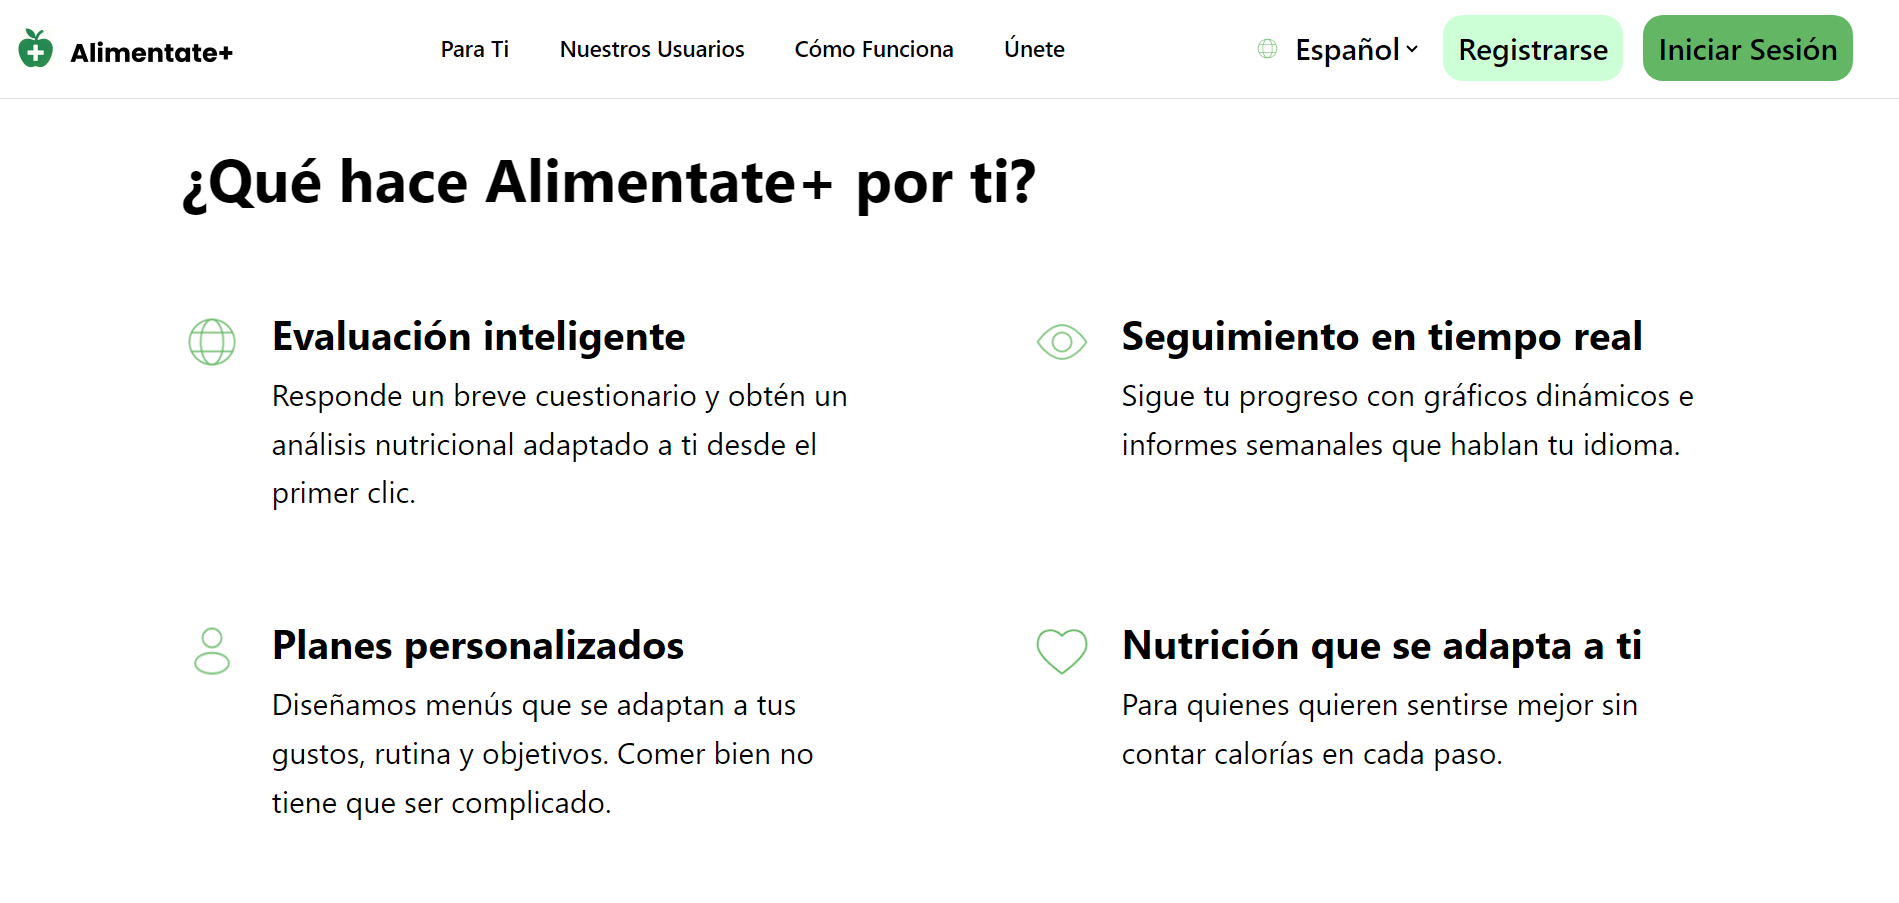 Alimentate+
Para Ti
Nuestros Usuarios
Cómo Funciona
Únete
Español
Registrarse
Iniciar Sesión
¿Qué hace Alimentate+ por ti?
Evaluación inteligente
Responde un breve cuestionario y obtén un
análisis nutricional adaptado a ti desde el
primer clic.
Seguimiento en tiempo real
Sigue tu progreso con gráficos dinámicos e
informes semanales que hablan tu idioma.
Planes personalizados
Diseñamos menús que se adaptan a tus
gustos, rutina y objetivos. Comer bien no
tiene que ser complicado.
Nutrición que se adapta a ti
Para quienes quieren sentirse mejor sin
contar calorías en cada paso.